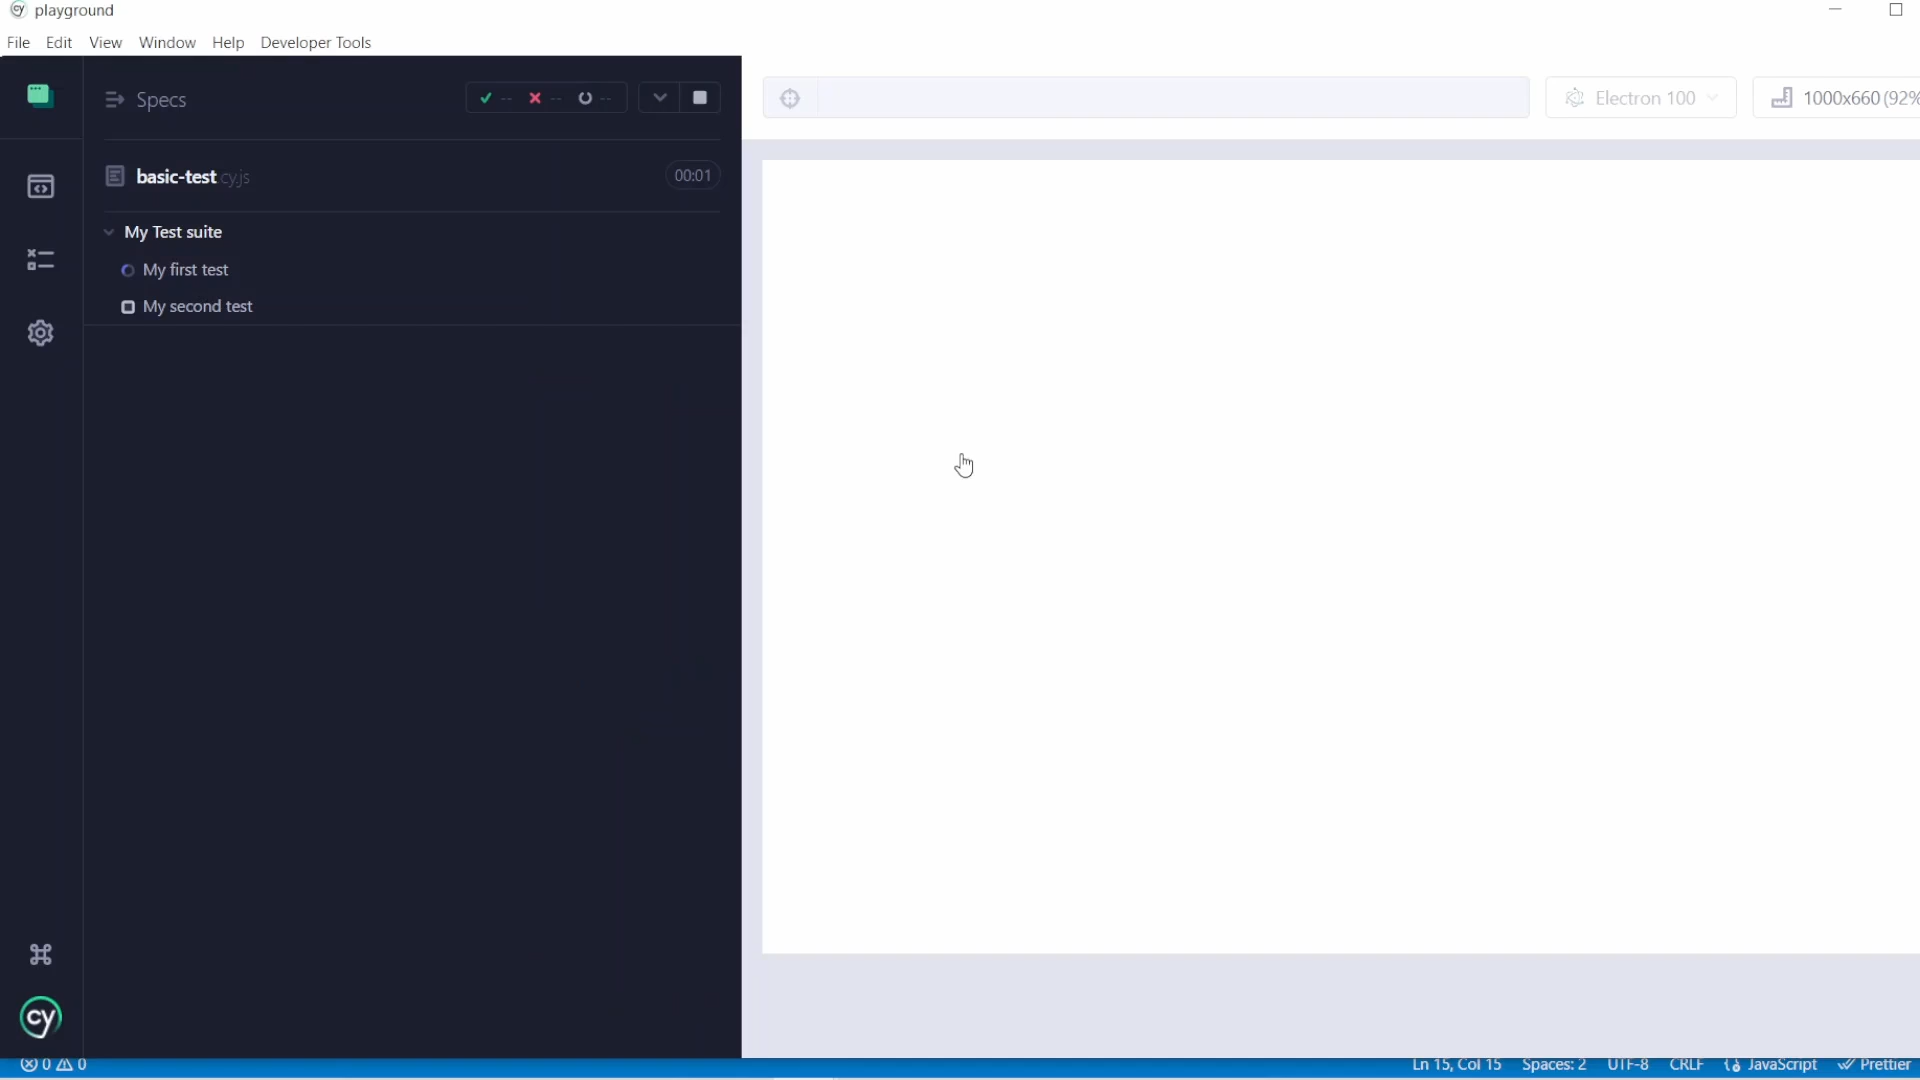 playground
File Edit View Window Help Developer Tools
Specs
-- -- --
Electron 100
1000x660 (92%
basic-test.cy.js
00:01
My Test suite
My first test
My second test
cy
0 0
Ln 15, Col 15 Spaces: 2 UTF-8 CRLF JavaScript Prettier